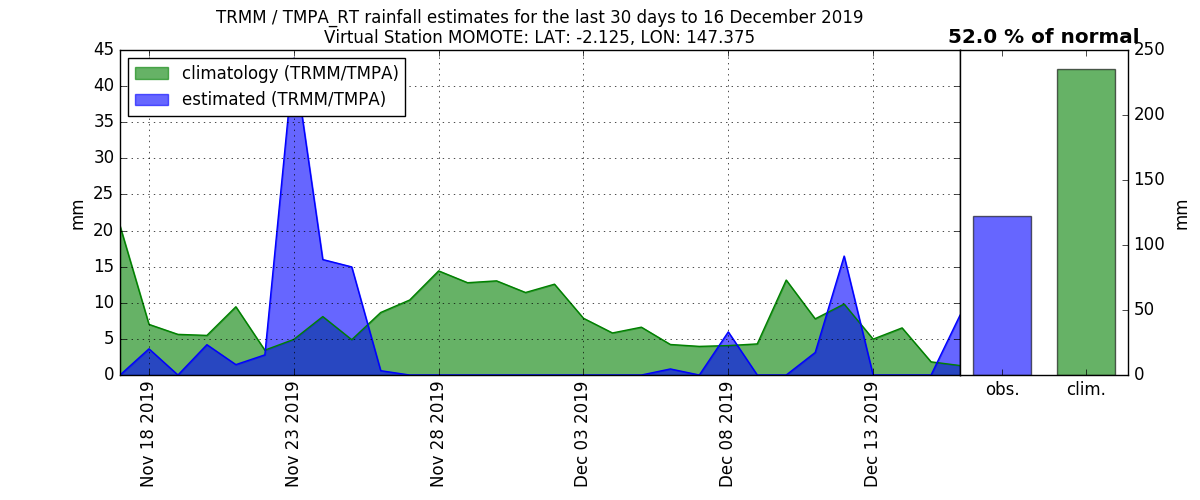 TRMM / TMPA_RT rainfall estimates for the last 30 days to 16 December 2019
Virtual Station MOMOTE: LAT: -2.125, LON: 147.375
52.0 % of normal
climatology (TRMM/TMPA)
estimated (TRMM/TMPA)
45
40
35
30
25
20
15
10
5
0
mm
Nov 18 2019
Nov 23 2019
Nov 28 2019
Dec 03 2019
Dec 08 2019
Dec 13 2019
obs.
clim.
250
200
150
100
50
0
mm